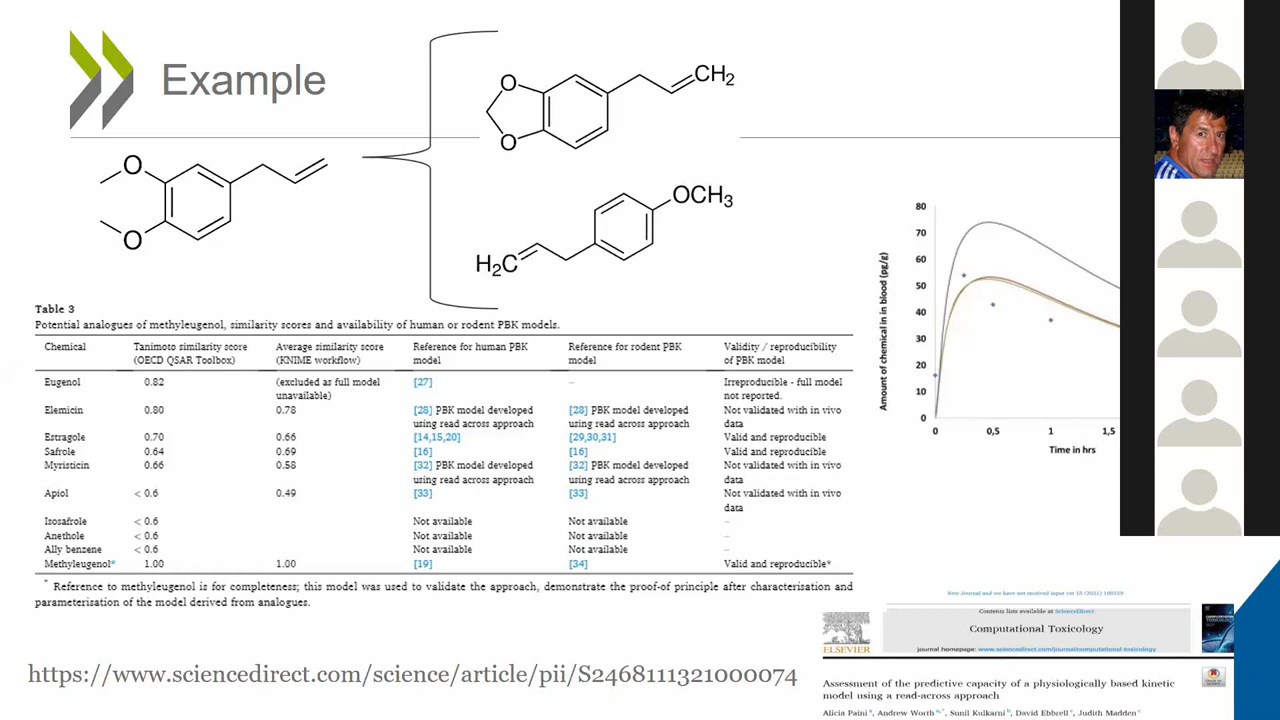 Example
O
O
CH2
O
O
OCH3
H2C
Table 3
Potential analogues of methyleugenol, similarity scores and availability of human or rodent PBK models.
Chemical Tanimoto similarity score Average similarity score Reference for human PBK Reference for rodent PBK Validity / reproducibility
(OECD QSAR Toolbox) (KNIME workflow) model model of PBK model
Eugenol 0.82 (excluded as full model [27] – Irreproducible - full model
unavailable) not reported.
Elemicin 0.80 0.78 [28] PBK model developed [28] PBK model developed Not validated with in vivo
using read across approach using read across approach data
Estragole 0.70 0.66 [14,15,20] [29,30,31] Valid and reproducible
Safrole 0.64 0.69 [16] [16] Valid and reproducible
Myristicin 0.66 0.58 [32] PBK model developed [32] PBK model developed Not validated with in vivo
using read across approach using read across approach data
Apiol < 0.6 0.49 [33] [33] Not validated with in vivo
data
Isosafrole < 0.6 Not available Not available –
Anethole < 0.6 Not available Not available –
Ally benzene < 0.6 Not available Not available –
Methyleugenol* 1.00 1.00 [19] [34] Valid and reproducible*
* Reference to methyleugenol is for completeness; this model was used to validate the approach, demonstrate the proof-of principle after characterisation and
parameterisation of the model derived from analogues.
Amount of chemical in in blood (pg/g)
80
70
60
50
40
30
20
10
0
0 0,5 1 1,5
Time in hrs
https://www.sciencedirect.com/science/article/pii/S2468111321000074
Contents lists available at ScienceDirect
Computational Toxicology
journal homepage: www.sciencedirect.com/journal/computational-toxicology
ELSEVIER
Assessment of the predictive capacity of a physiologically based kinetic
model using a read-across approach
Alicia Paini a, Andrew Worth a,*, Sunil Kulkarni b, David Ebbrell c, Judith Madden c